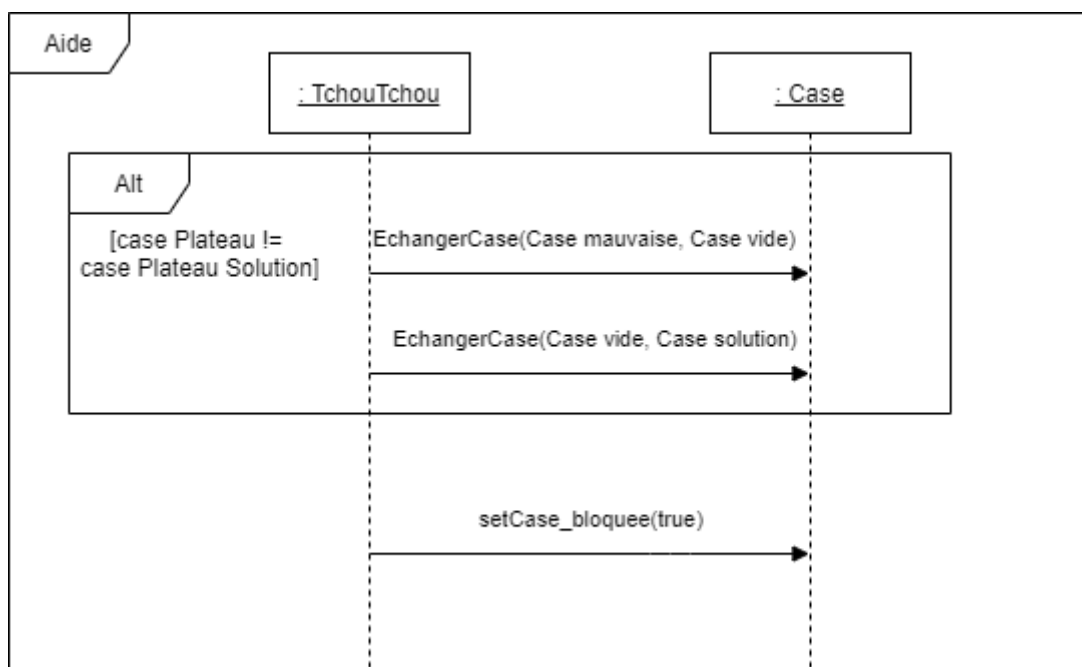 Aide
: TchouTchou
: Case
Alt
[case Plateau !=
case Plateau Solution]
EchangerCase(Case mauvaise, Case vide)
EchangerCase(Case vide, Case solution)
setCase_bloquee(true)